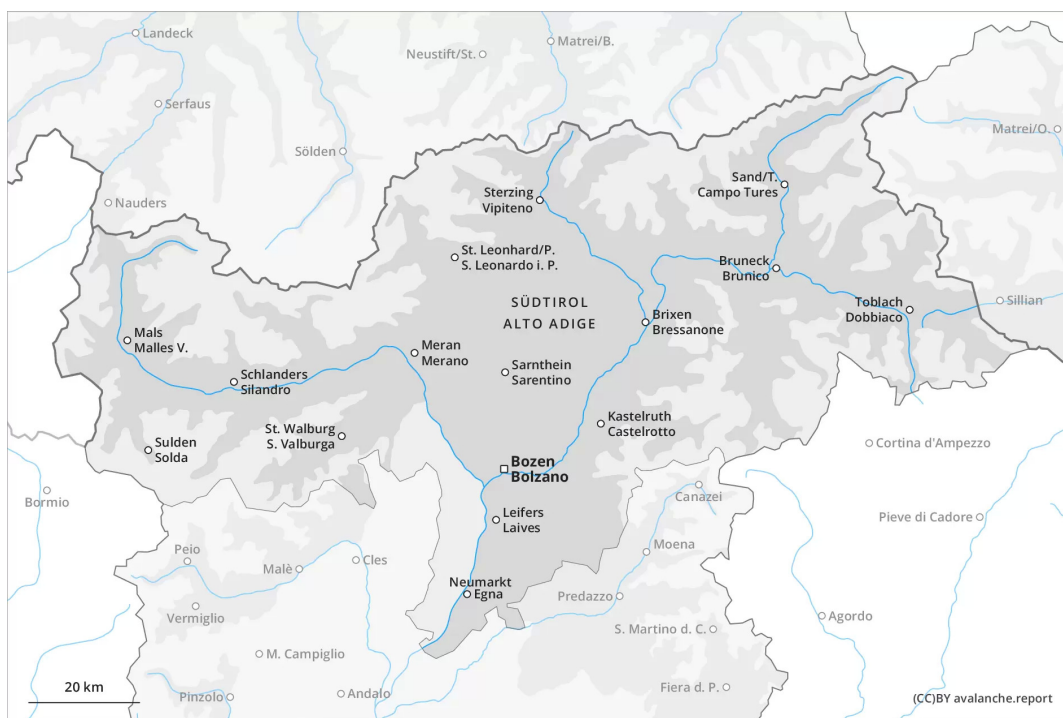 Landeck
Neustift/St.
Matrei/B.
Serfaus
Sölden
Matrei/O.
Nauders
Sterzing
Vipiteno
Sand/T.
Campo Tures
St. Leonhard/P.
S. Leonardo i. P.
Bruneck
Brunico
SÜDTIROL
ALTO ADIGE
Toblach
Dobbiaco
Sillian
Brixen
Bressanone
Mals
Malles V.
Meran
Merano
Sarnthein
Sarentino
Schlanders
Silandro
St. Walburg
S. Valburga
Kastelruth
Castelrotto
Sulden
Solda
Cortina d'Ampezzo
Bozen
Bolzano
Bormio
Canazei
Leifers
Laives
Pieve di Cadore
Peio
Moena
Cles
Malè
Neumarkt
Egna
Predazzo
Vermiglio
Agordo
S. Martino d. C.
M. Campiglio
20 km
Pinzolo
Andalo
Fiera d. P.
(CC)BY avalanche.report